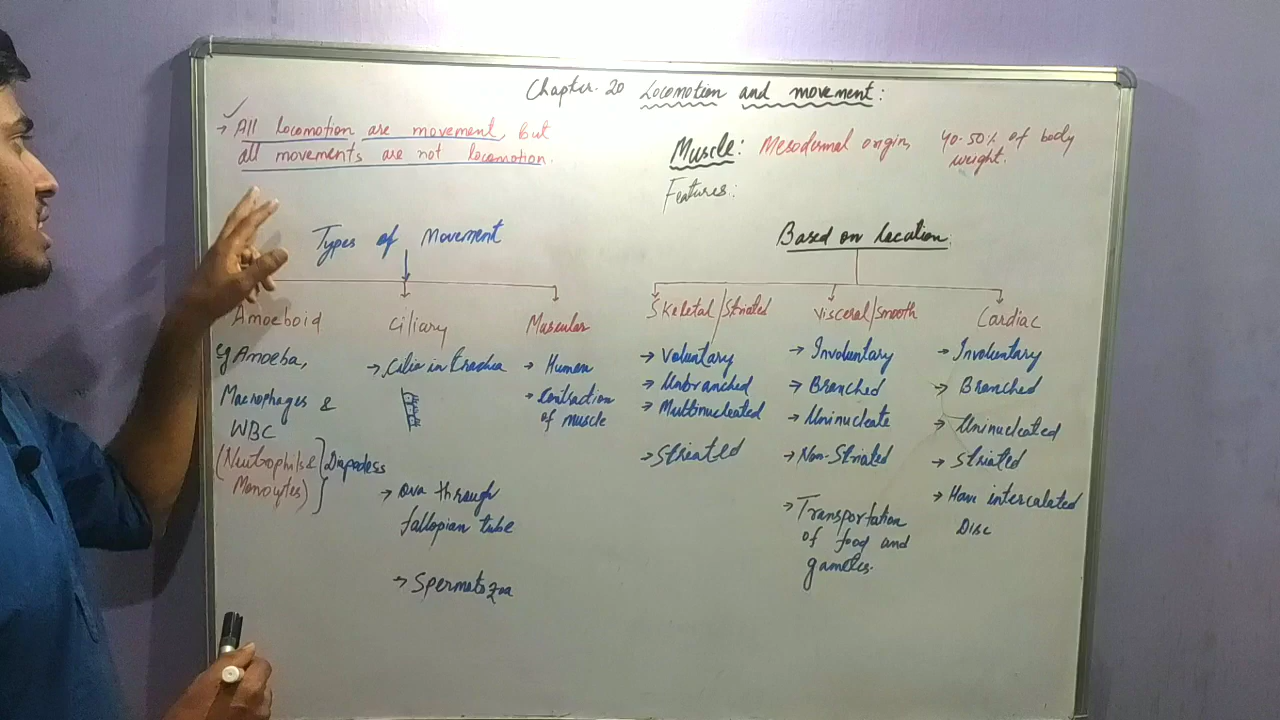 Chapter. 20 Locomotion and movement:
→ All locomotion are movement, but
all movements are not locomotion.
Types of Movement
Amoeboid
eg Amoeba,
Macrophages &
WBC
(Neutrophils &
Monocytes)
Diapedess
Ciliary
→ Cilia in trachea
→ Ova through
fallopian tube
→ Spermatozoa
Muscular
→ Human
→ Contraction
of muscle
Muscle: Mesodermal origin, 40-50% of body
weight.
Features:
Based on location.
Skeletal/Striated
→ Voluntary
→ Unbranched
→ Multinucleated
→ Striated
Visceral/Smooth
→ Involuntary
→ Branched
→ Uninucleate
→ Non-Striated
→ Transportation
of food and
gametes.
Cardiac
→ Involuntary
→ Branched
→ Uninucleated
→ Striated
→ Have intercalated
Disc